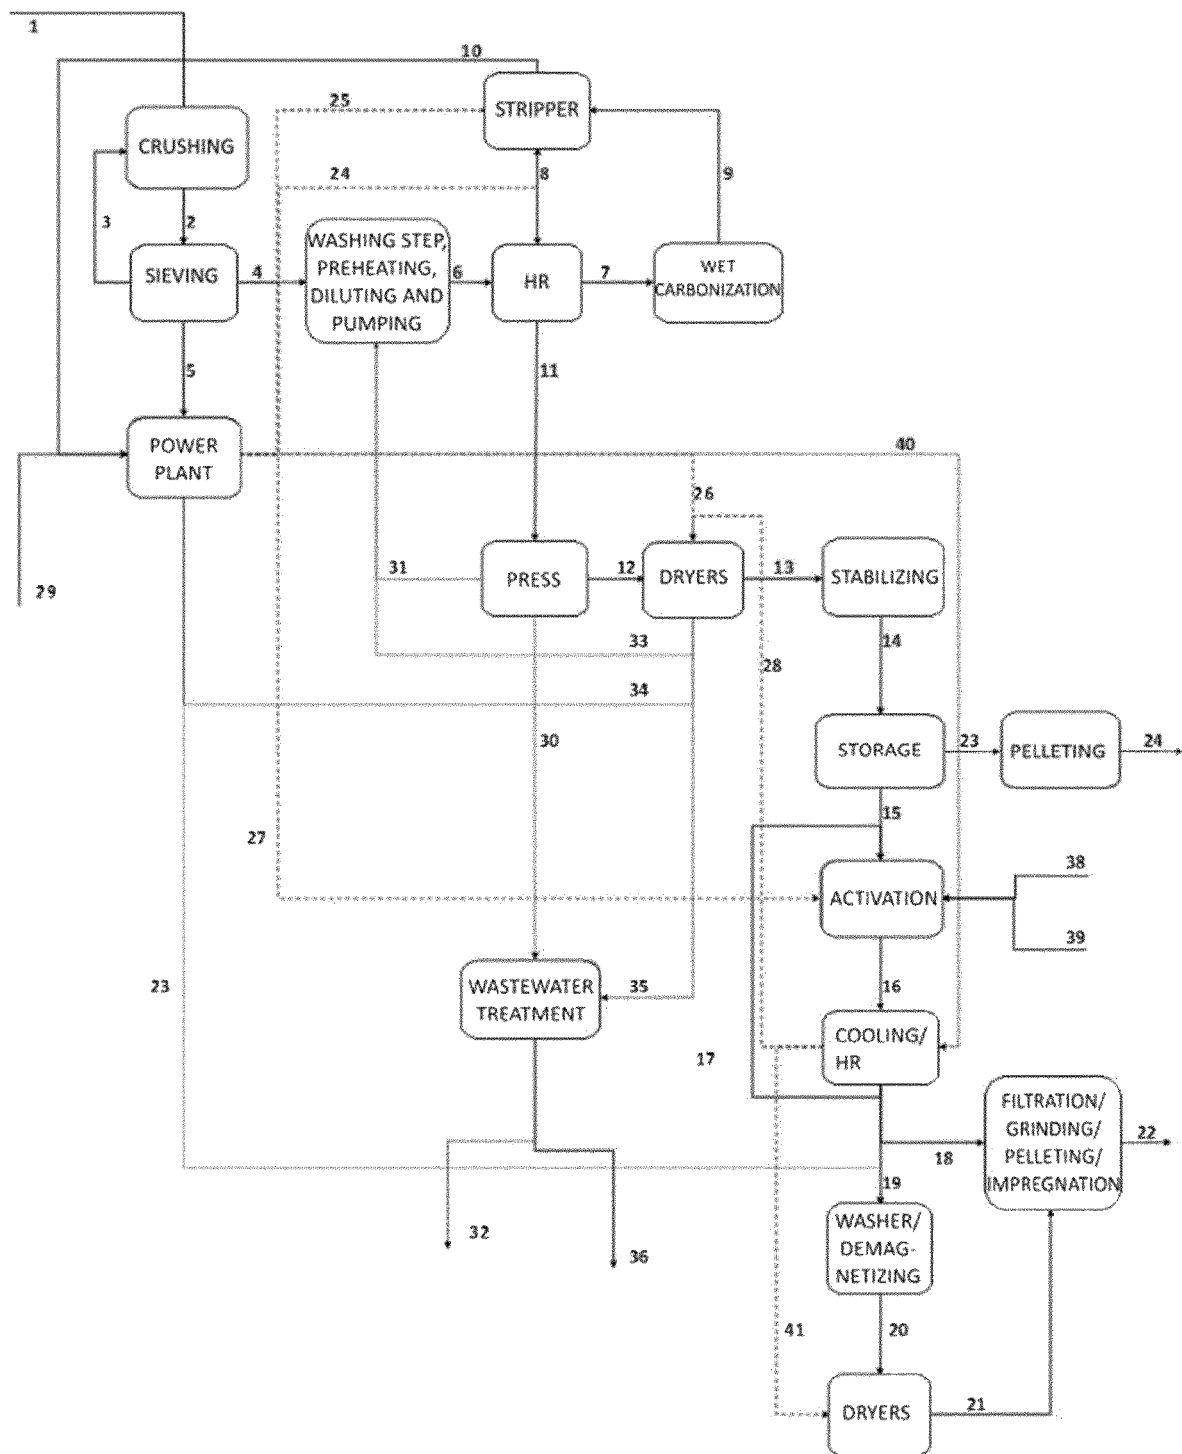 1
10
25
STRIPPER
CRUSHING
24
8
9
3
2
WASHING STEP,
PREHEATING,
DILUTING AND
PUMPING
SIEVING
4
6
HR
7
WET
CARBONIZATION
5
11
POWER
PLANT
40
26
29
31
PRESS
12
DRYERS
13
STABILIZING
33
28
14
34
30
STORAGE
23
PELLETING
24
15
27
38
ACTIVATION
39
23
WASTEWATER
TREATMENT
35
16
COOLING/
HR
17
FILTRATION/
GRINDING/
PELLETING/
IMPREGNATION
22
18
19
32
36
WASHER/
DEMAG-
NETIZING
41
20
DRYERS
21